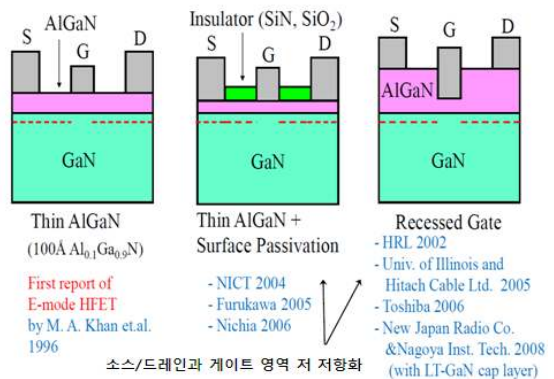 AlGaN
S
G
D
GaN
Thin AlGaN
(100Å Al₀.₁Ga₀.₉N)
First report of
E-mode HFET
by M. A. Khan et.al.
1996
Insulator (SiN, SiO₂)
S
G
D
GaN
Thin AlGaN +
Surface Passivation
- NICT 2004
- Furukawa 2005
- Nichia 2006
S
G
D
AlGaN
GaN
Recessed Gate
- HRL 2002
- Univ. of Illinois and
Hitach Cable Ltd. 2005
- Toshiba 2006
- New Japan Radio Co.
&Nagoya Inst. Tech. 2008
(with LT-GaN cap layer)
소스/드레인과 게이트 영역 저 저항화